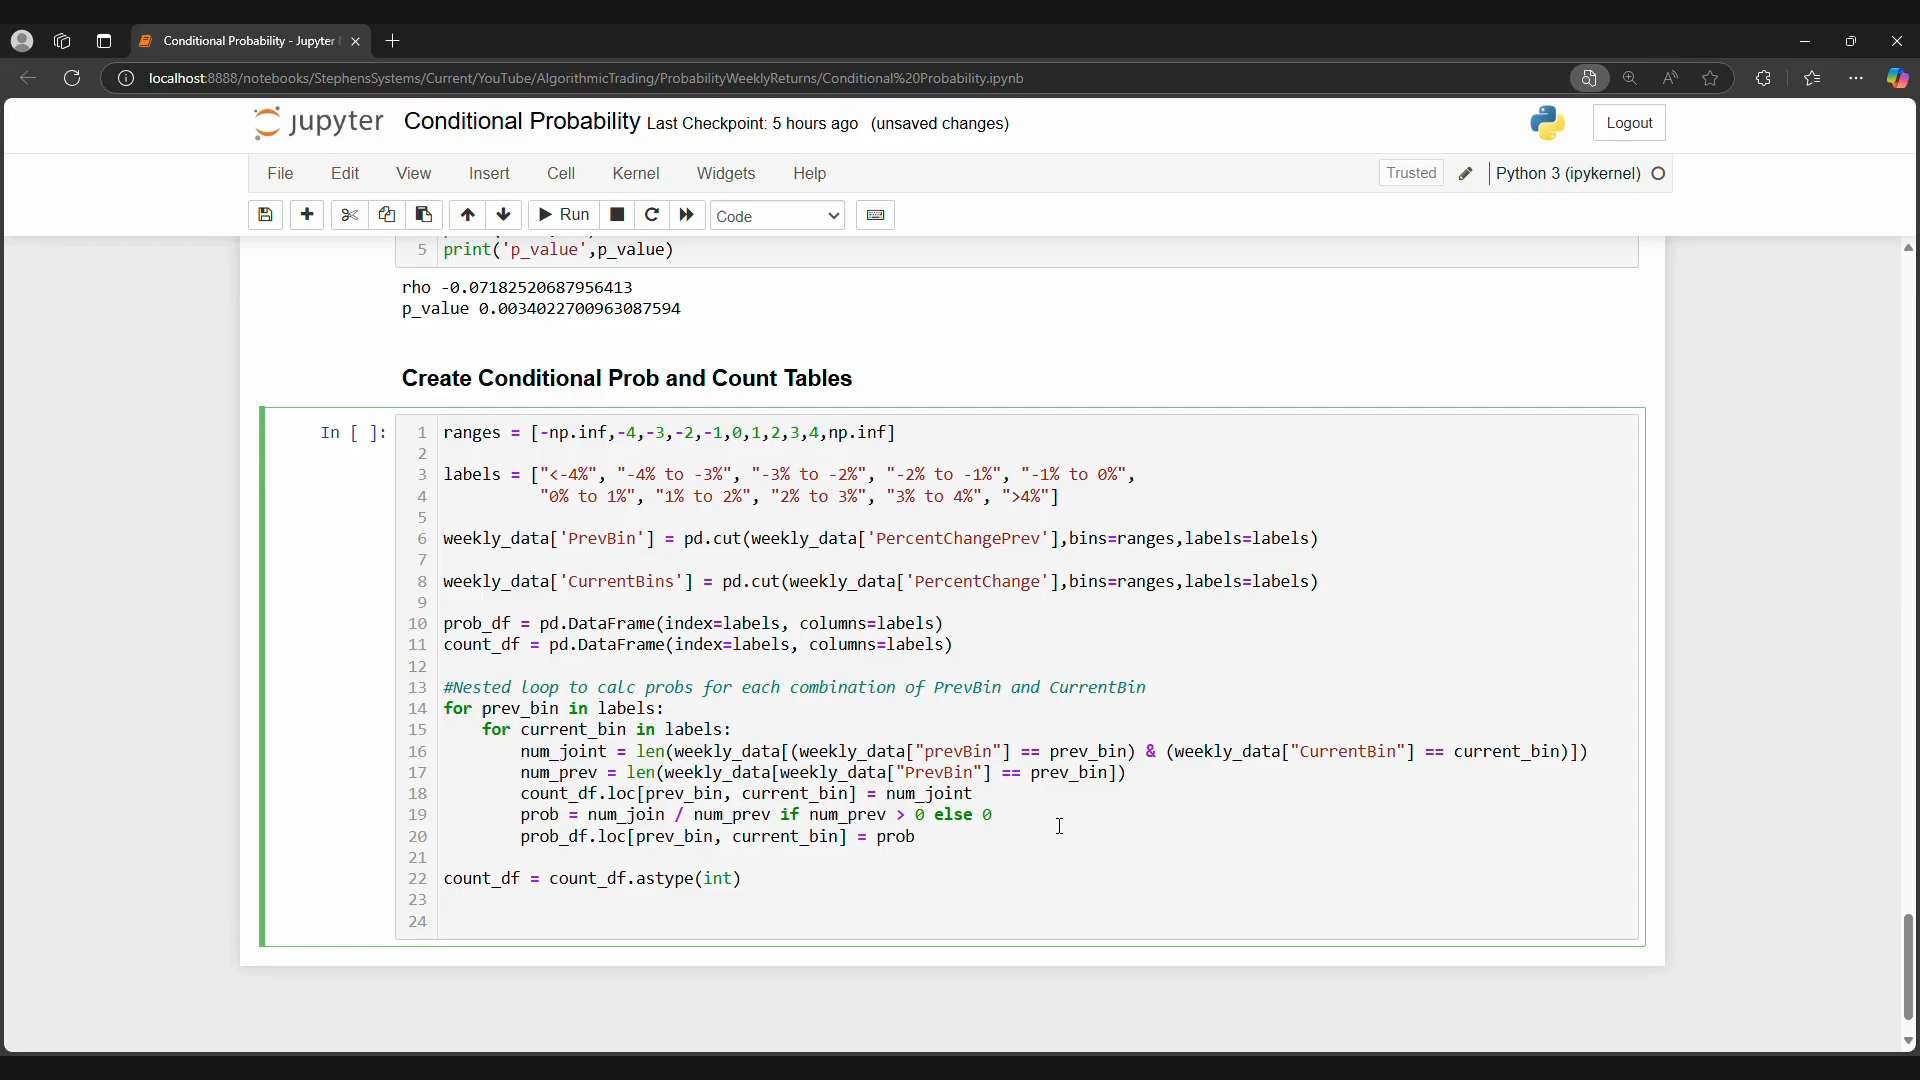 Conditional Probability - Jupyter
localhost:8888/notebooks/StephensSystems/Current/YouTube/AlgorithmicTrading/ProbabilityWeeklyReturns/Conditional%20Probability.ipynb
jupyter Conditional Probability Last Checkpoint: 5 hours ago (unsaved changes) Logout
File Edit View Insert Cell Kernel Widgets Help Trusted Python 3 (ipykernel)
Run Code
5 print('p_value',p_value)
rho -0.07182520687956413
p_value 0.0034022700963087594
Create Conditional Prob and Count Tables
In [ ]: 1 ranges = [-np.inf,-4,-3,-2,-1,0,1,2,3,4,np.inf]
2
3 labels = ["<-4%", "-4% to -3%", "-3% to -2%", "-2% to -1%", "-1% to 0%",
4 "0% to 1%", "1% to 2%", "2% to 3%", "3% to 4%", ">4%"]
5
6 weekly_data['PrevBin'] = pd.cut(weekly_data['PercentChangePrev'],bins=ranges,labels=labels)
7
8 weekly_data['CurrentBins'] = pd.cut(weekly_data['PercentChange'],bins=ranges,labels=labels)
9
10 prob_df = pd.DataFrame(index=labels, columns=labels)
11 count_df = pd.DataFrame(index=labels, columns=labels)
12
13 #Nested loop to calc probs for each combination of PrevBin and CurrentBin
14 for prev_bin in labels:
15 for current_bin in labels:
16 num_joint = len(weekly_data[(weekly_data["prevBin"] == prev_bin) & (weekly_data["CurrentBin"] == current_bin)])
17 num_prev = len(weekly_data[weekly_data["PrevBin"] == prev_bin])
18 count_df.loc[prev_bin, current_bin] = num_joint
19 prob = num_join / num_prev if num_prev > 0 else 0
20 prob_df.loc[prev_bin, current_bin] = prob
21
22 count_df = count_df.astype(int)
23
24